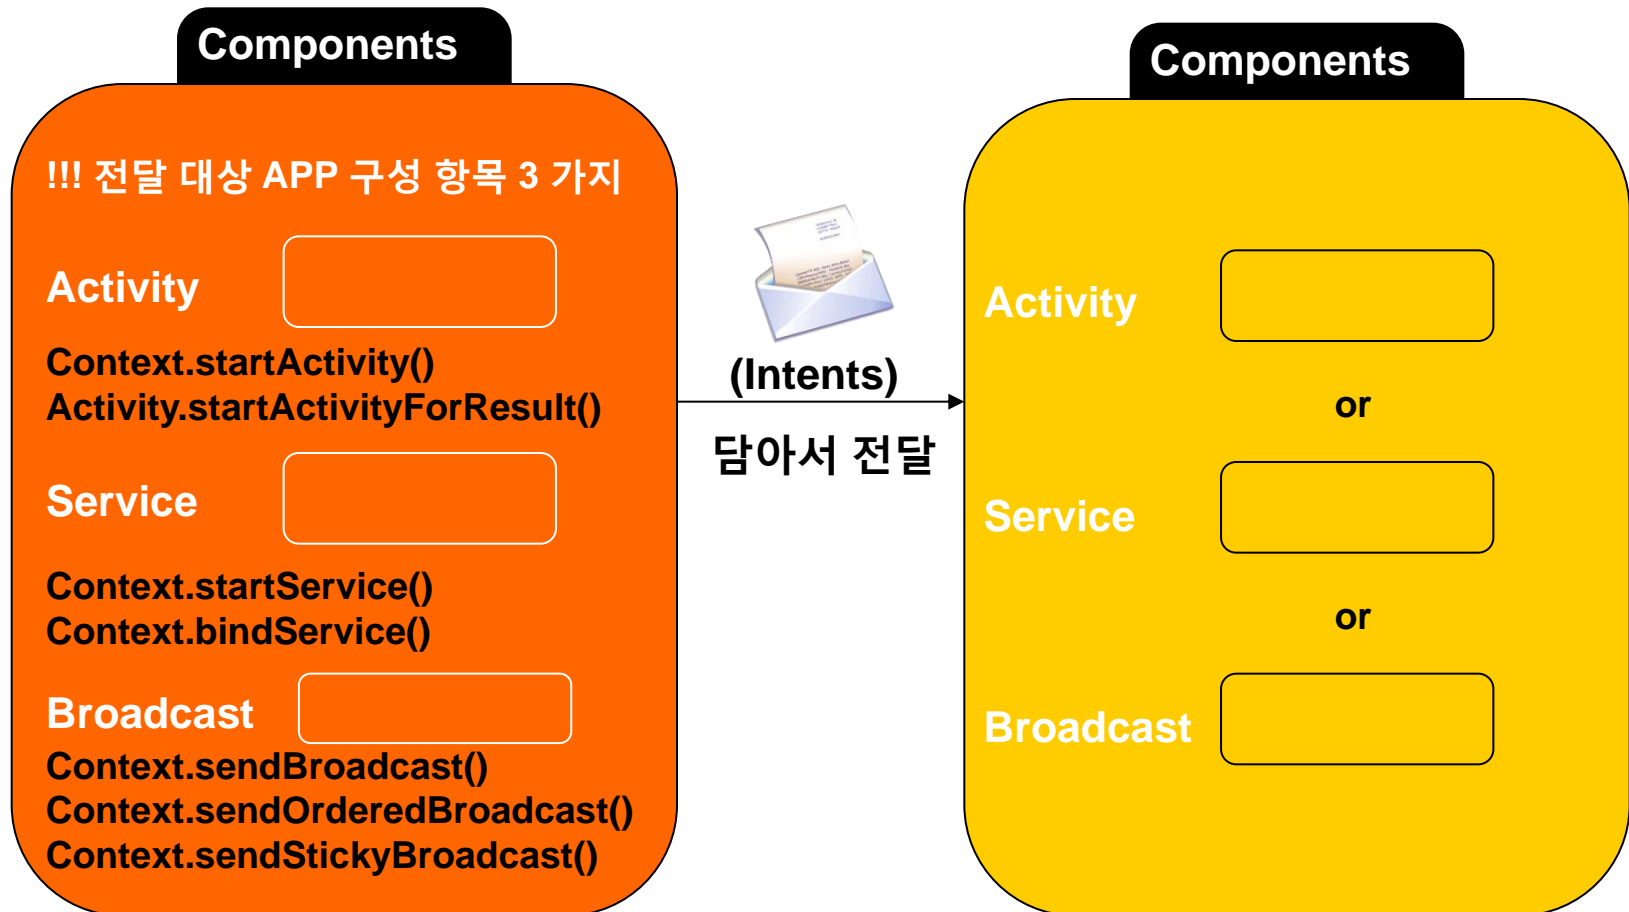 Components
!!! 전달 대상 APP 구성 항목 3 가지
Activity
Context.startActivity()
Activity.startActivityForResult()
Service
Context.startService()
Context.bindService()
Broadcast
Context.sendBroadcast()
Context.sendOrderedBroadcast()
Context.sendStickyBroadcast()
(Intents)
담아서 전달
Components
Activity
or
Service
or
Broadcast